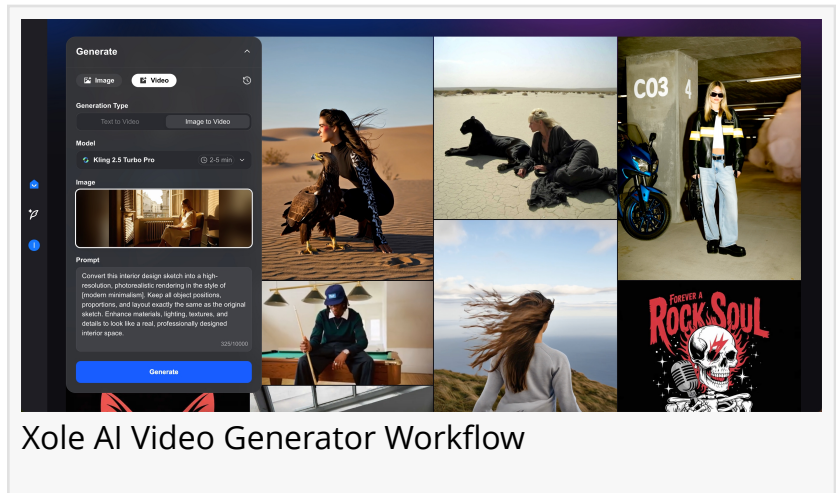 Generate
Image
Video
Generation Type
Text to Video
Image to Video
Model
Kling 2.5 Turbo Pro
2-5 min
Image
Prompt
Convert this interior design sketch into a high-
resolution, photorealistic rendering in the style of
[modern minimalism]. Keep all object positions,
proportions, and layout exactly the same as the original
sketch. Enhance materials, lighting, textures, and
details to look like a real, professionally designed
interior space.
325/10000
Generate
C03 4
FOREVER A
ROCK SOUL
Xole AI Video Generator Workflow